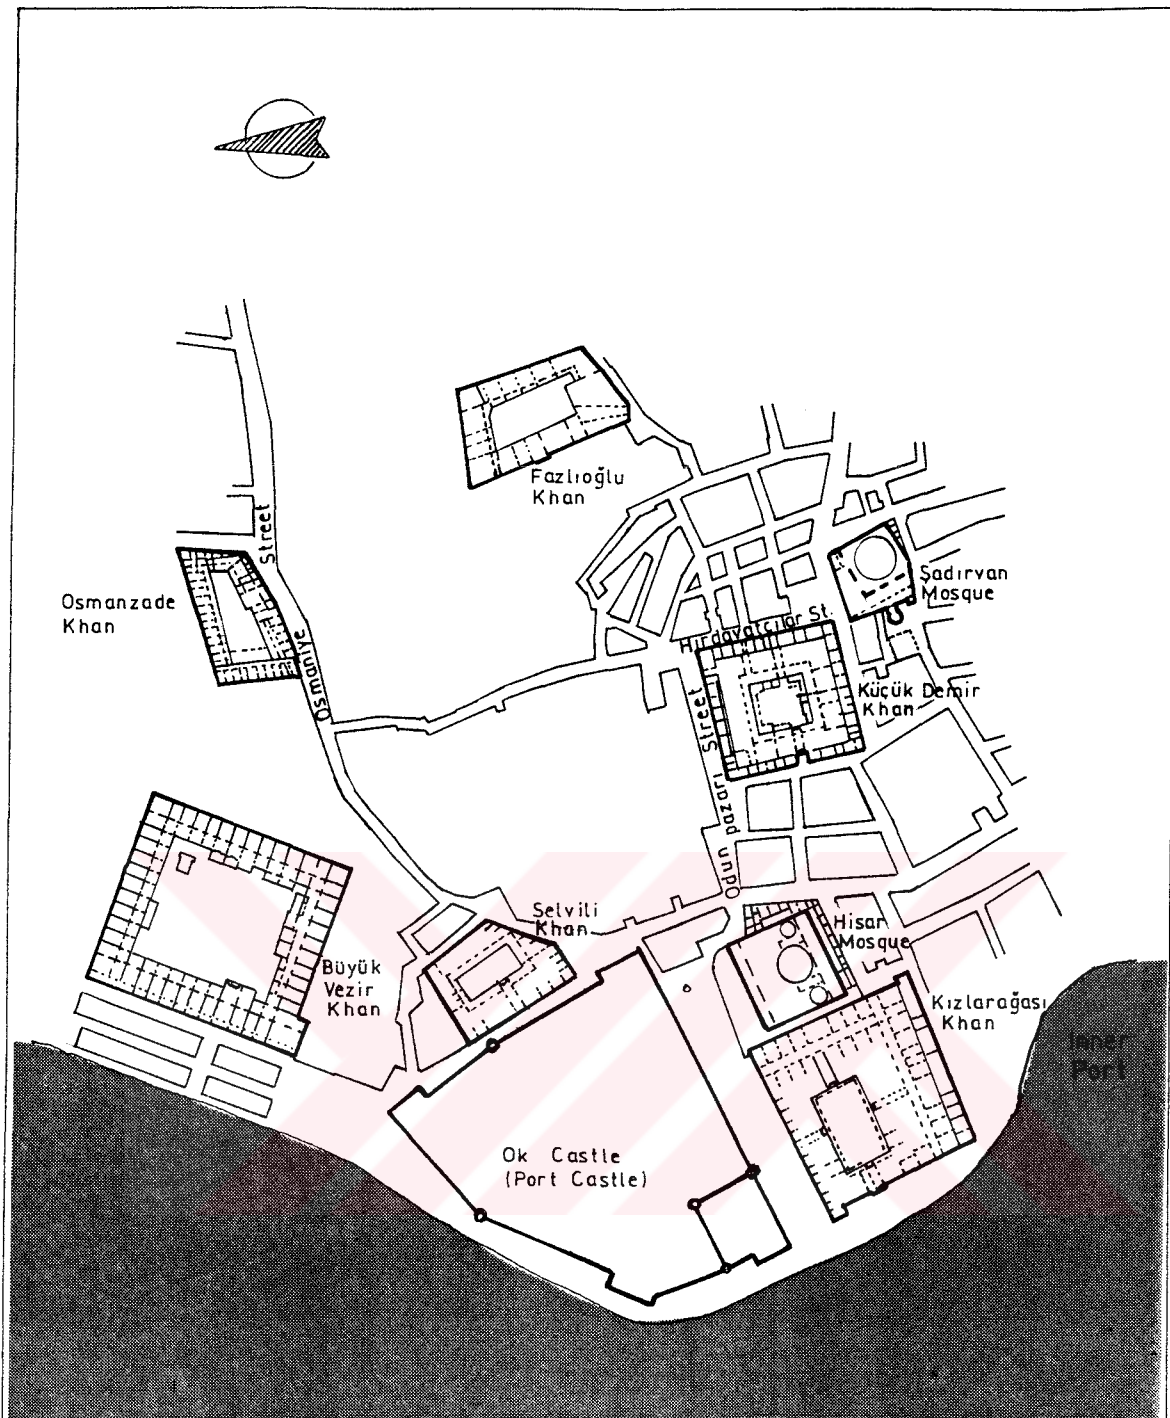 Fazlıoğlu
Khan
Street
Osmanzade
Khan
Şadırvan
Mosque
Hırdavatçılar St.
Osmaniye
Küçük Demir
Khan
Street
Odun pazarı
Selvili
Khan
Hisar
Mosque
Büyük
Vezir
Khan
Kızlarağası
Khan
Inner
Port
Ok Castle
(Port Castle)